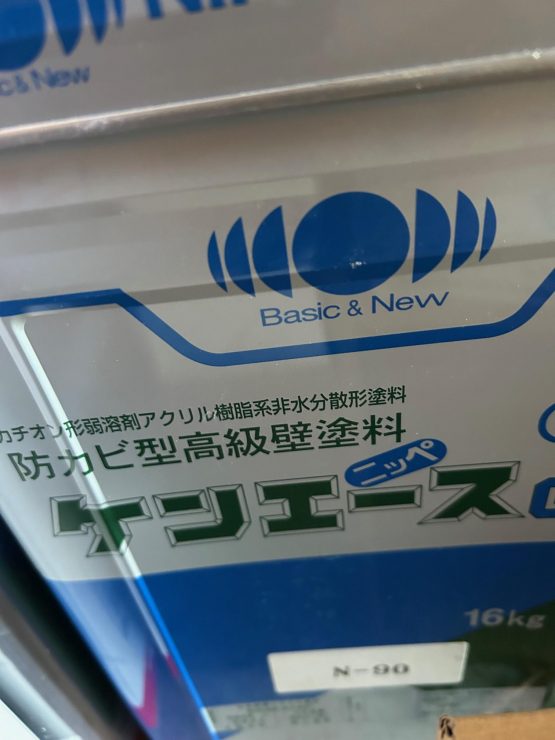 c & New
Basic & New
カチオン形弱溶剤アクリル樹脂系非水分散形塗料
防カビ型高級壁塗料
ニッペ
ケンエース
16kg
N-90